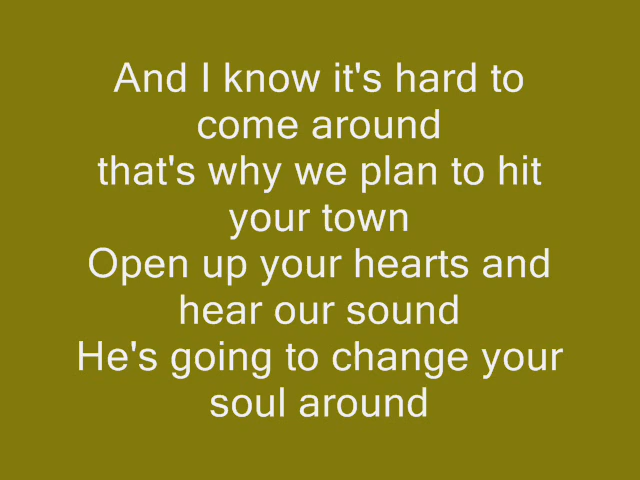 And I know it's hard to
come around
that's why we plan to hit
your town
Open up your hearts and
hear our sound
He's going to change your
soul around